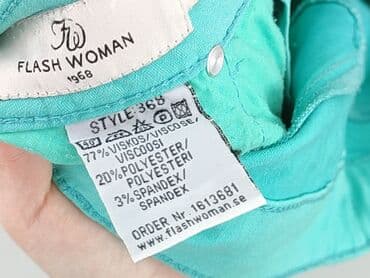 FW
FLASH WOMAN
1968
STYLE 368
77% VISKOS/VISCOSE/
VISCOOSI
20% POLYESTER/
POLYESTERI
3% SPANDEX/
SPANDEX
ORDER Nr. 1613681
www.flashwoman.se